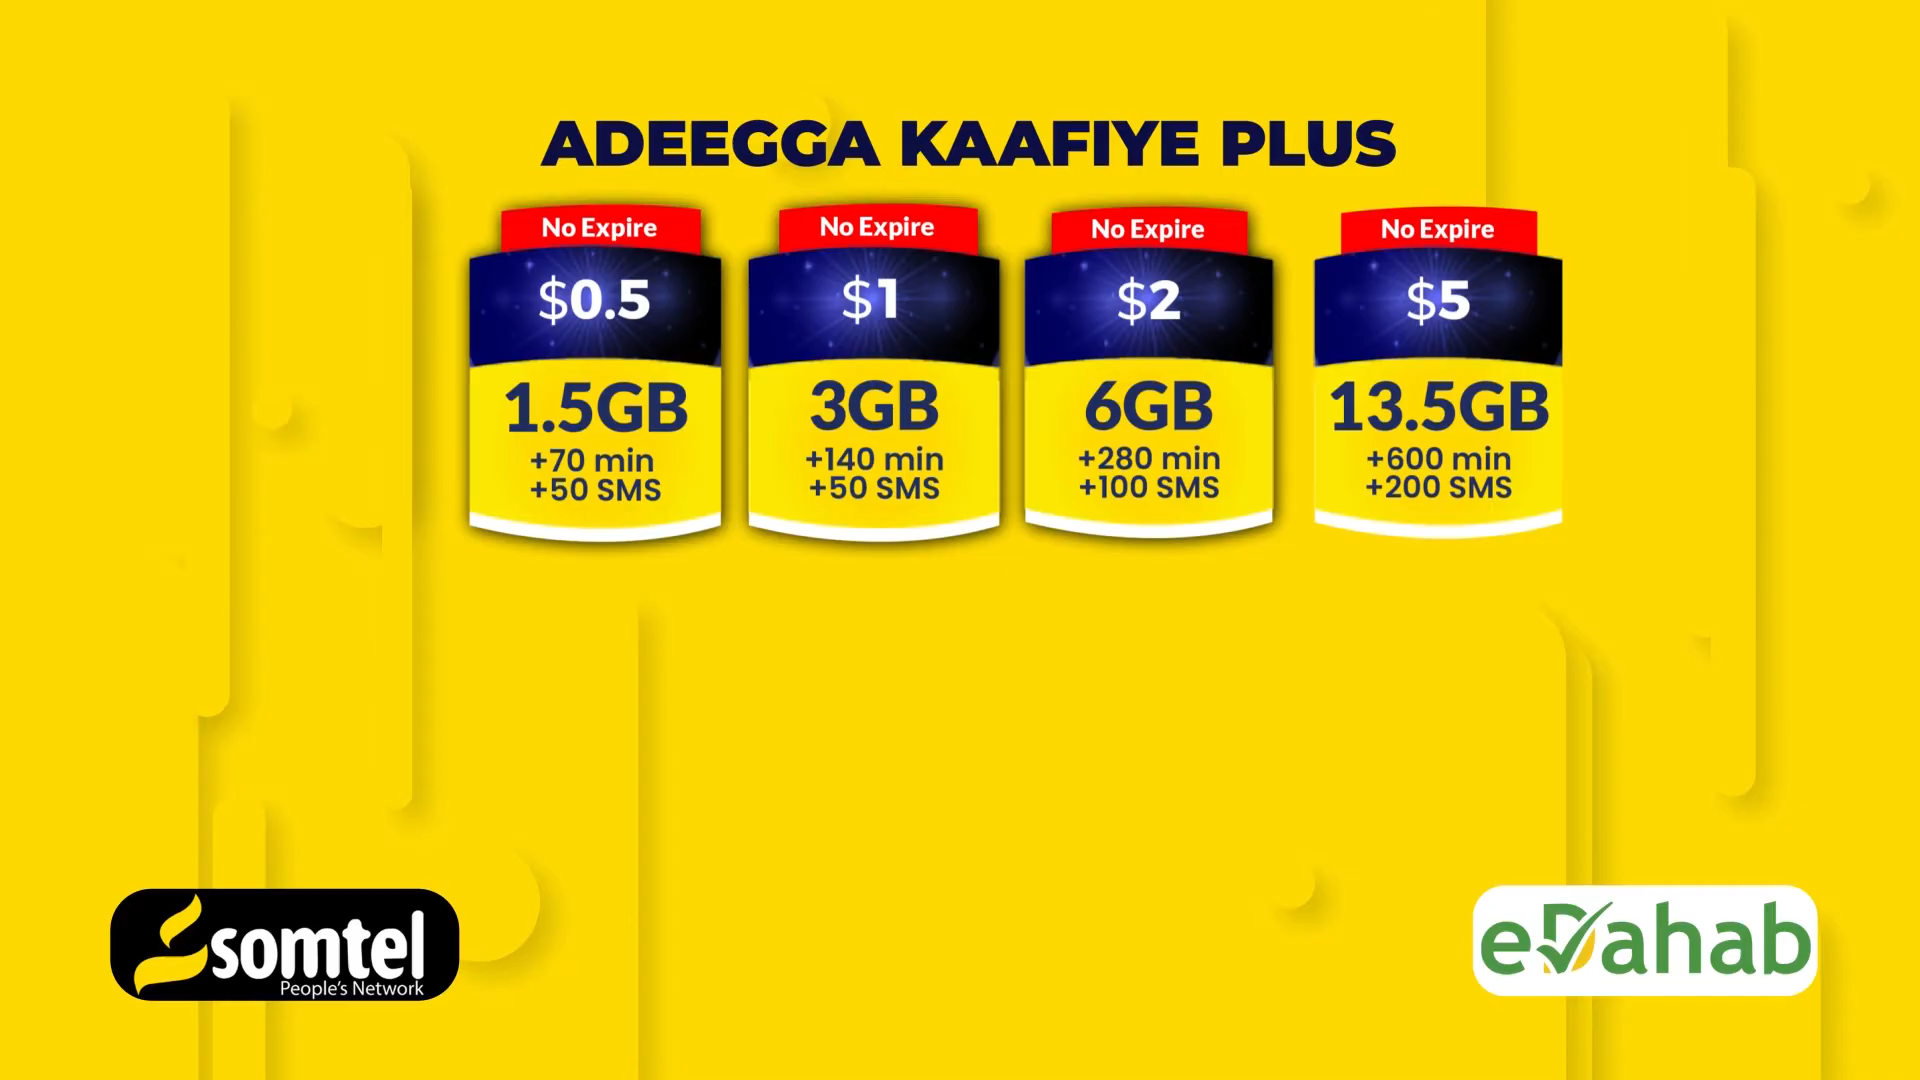 ADEEGGA KAAFIYE PLUS
No Expire
$0.5
1.5GB
+70 min
+50 SMS
No Expire
$1
3GB
+140 min
+50 SMS
No Expire
$2
6GB
+280 min
+100 SMS
No Expire
$5
13.5GB
+600 min
+200 SMS
somtel
People's Network
eDahab